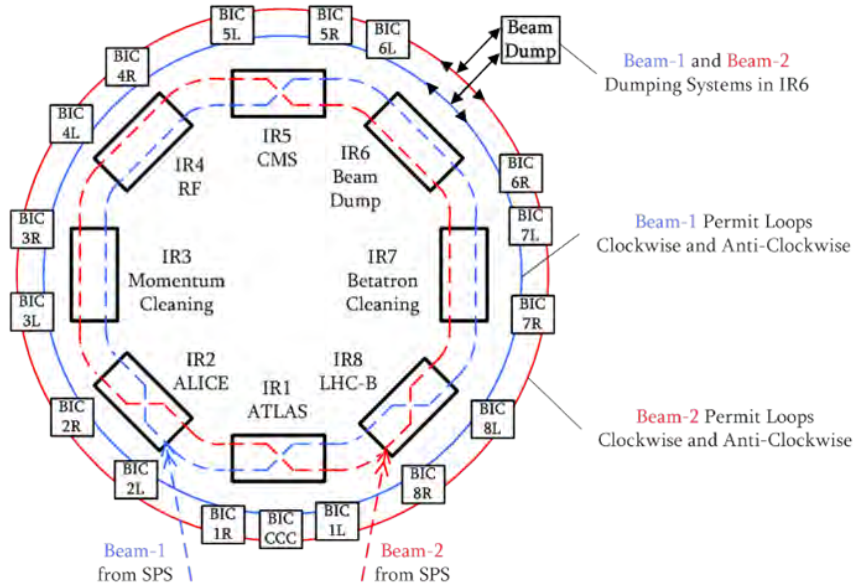 BIC
5L
BIC
5R
BIC
6L
Beam
Dump
Beam-1 and Beam-2
Dumping Systems in IR6
BIC
4R
BIC
4L
IR5
CMS
IR4
RF
IR6
Beam
Dump
BIC
6R
BIC
7L
BIC
3R
IR3
Momentum
Cleaning
IR7
Betatron
Cleaning
Beam-1 Permit Loops
Clockwise and Anti-Clockwise
BIC
3L
BIC
7R
IR2
ALICE
IR1
ATLAS
IR8
LHC-B
BIC
2R
BIC
8L
Beam-2 Permit Loops
Clockwise and Anti-Clockwise
BIC
2L
BIC
8R
BIC
1R
BIC
CCC
BIC
1L
Beam-1
from SPS
Beam-2
from SPS